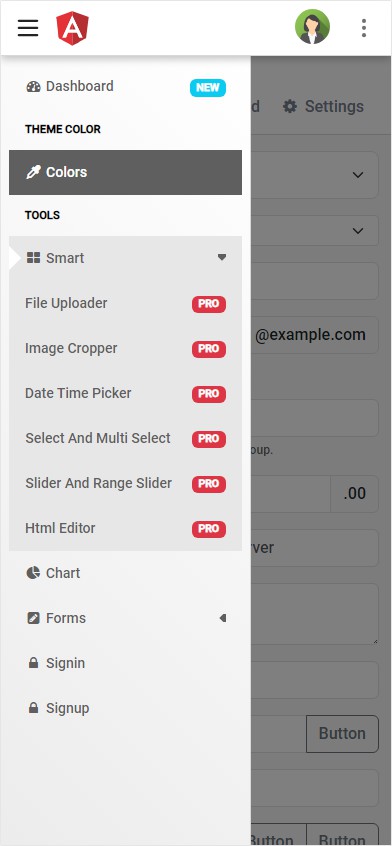 Dashboard NEW
d Settings
THEME COLOR
Colors
TOOLS
Smart
File Uploader PRO
@example.com
Image Cropper PRO
Date Time Picker PRO
Select And Multi Select PRO
oup.
Slider And Range Slider PRO
.00
Html Editor PRO
rver
Chart
Forms
Signin
Signup
Button
Button Button